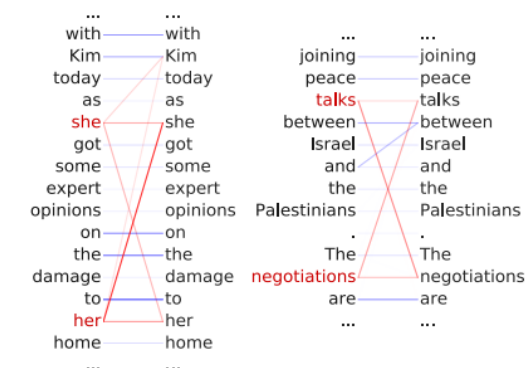 ... ...
with with
Kim Kim
today today
as as
she she
got got
some some
expert expert
opinions opinions
on on
the the
damage damage
to to
her her
home home
... ...
... ...
joining joining
peace peace
talks talks
between between
Israel Israel
and and
the the
Palestinians Palestinians
. .
The The
negotiations negotiations
are are
... ...